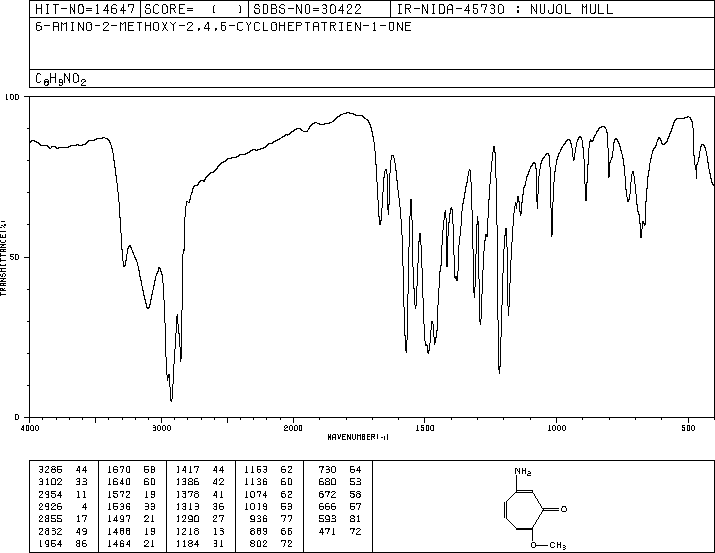 HIT-NO=14647 SCORE= ( ) SDBS-NO=30422 IR-NIDA-45730 : NUJOL MULL
6-AMINO-2-METHOXY-2,4,6-CYCLOHEPTATRIEN-1-ONE
C8H9NO2
100
50
0
TRANSMITTANCE(%)
4000 3000 2000 1500 1000 500
WAVENUMBER(-1)
3285 44 1670 58 1417 44 1163 62 730 64
3102 33 1640 60 1386 42 1136 60 680 53
2954 11 1572 19 1378 41 1074 62 672 58
2926 4 1536 33 1313 36 1019 53 666 57
2855 17 1497 21 1290 27 936 77 593 81
2832 49 1488 19 1218 13 889 66 471 72
1954 86 1464 21 1184 31 802 72
NH2
O
O-CH3